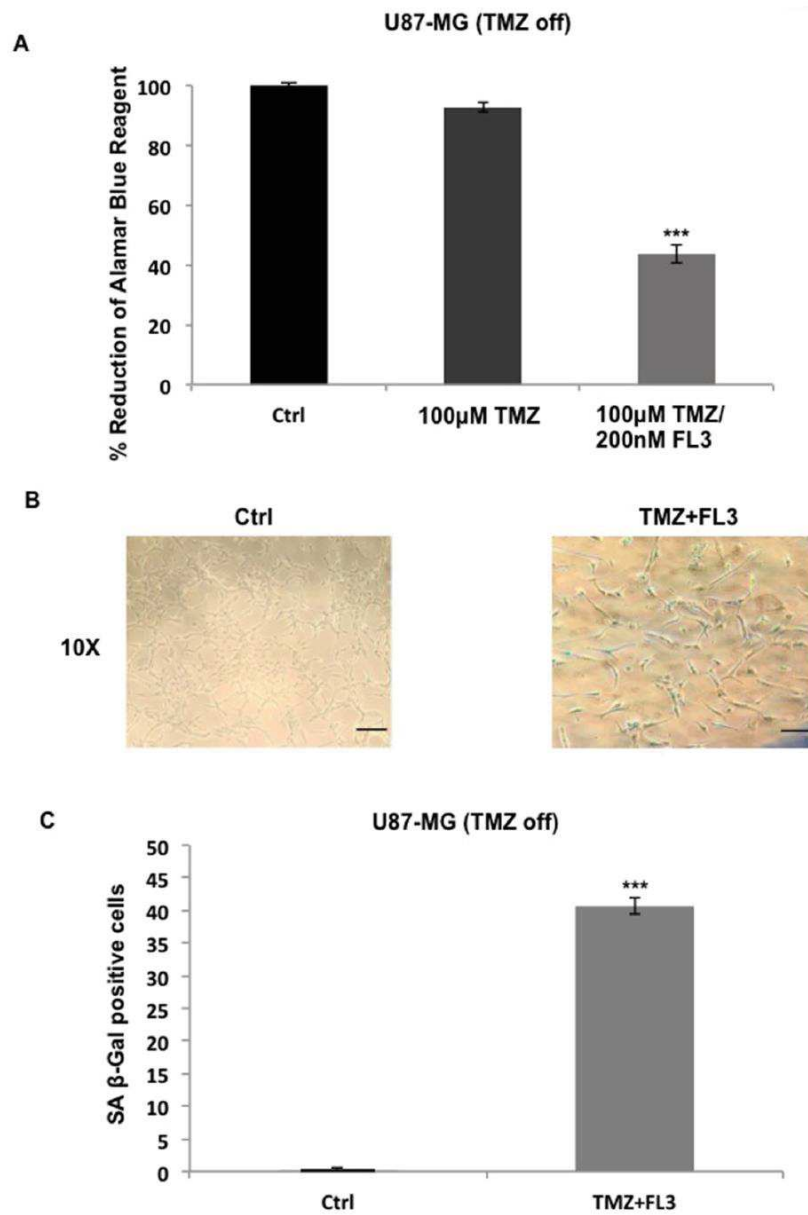 U87-MG (TMZ off)
A
% Reduction of Alamar Blue Reagent
100
80
60
40
20
0
***
Ctrl
100µM TMZ
100µM TMZ/
200nM FL3
B
Ctrl
TMZ+FL3
10X
C
U87-MG (TMZ off)
SA β-Gal positive cells
50
45
40
35
30
25
20
15
10
5
0
***
Ctrl
TMZ+FL3